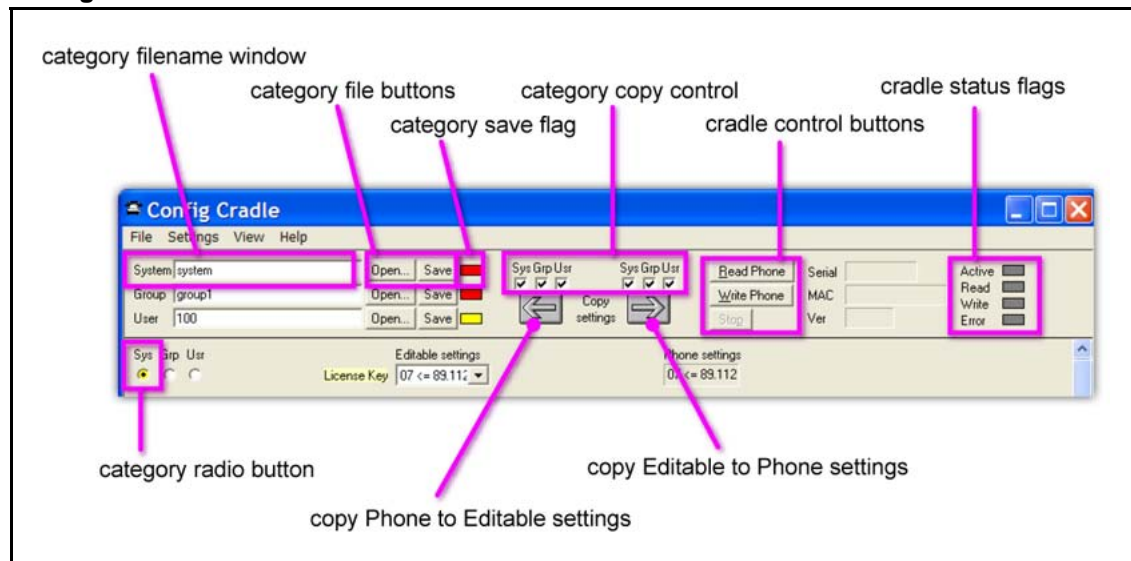 category filename window
category file buttons
category copy control
cradle status flags
category save flag
cradle control buttons
Config Cradle
File Settings View Help
System system Open... Save Sys Grp Usr Sys Grp Usr Read Phone Serial Active
Group group1 Open... Save Copy settings Write Phone MAC Read
User 100 Open... Save Stop Ver Write
Error
Sys Grp Usr Editable settings Phone settings
License Key 07 <= 89.112 07 <= 89.112
category radio button
copy Editable to Phone settings
copy Phone to Editable settings